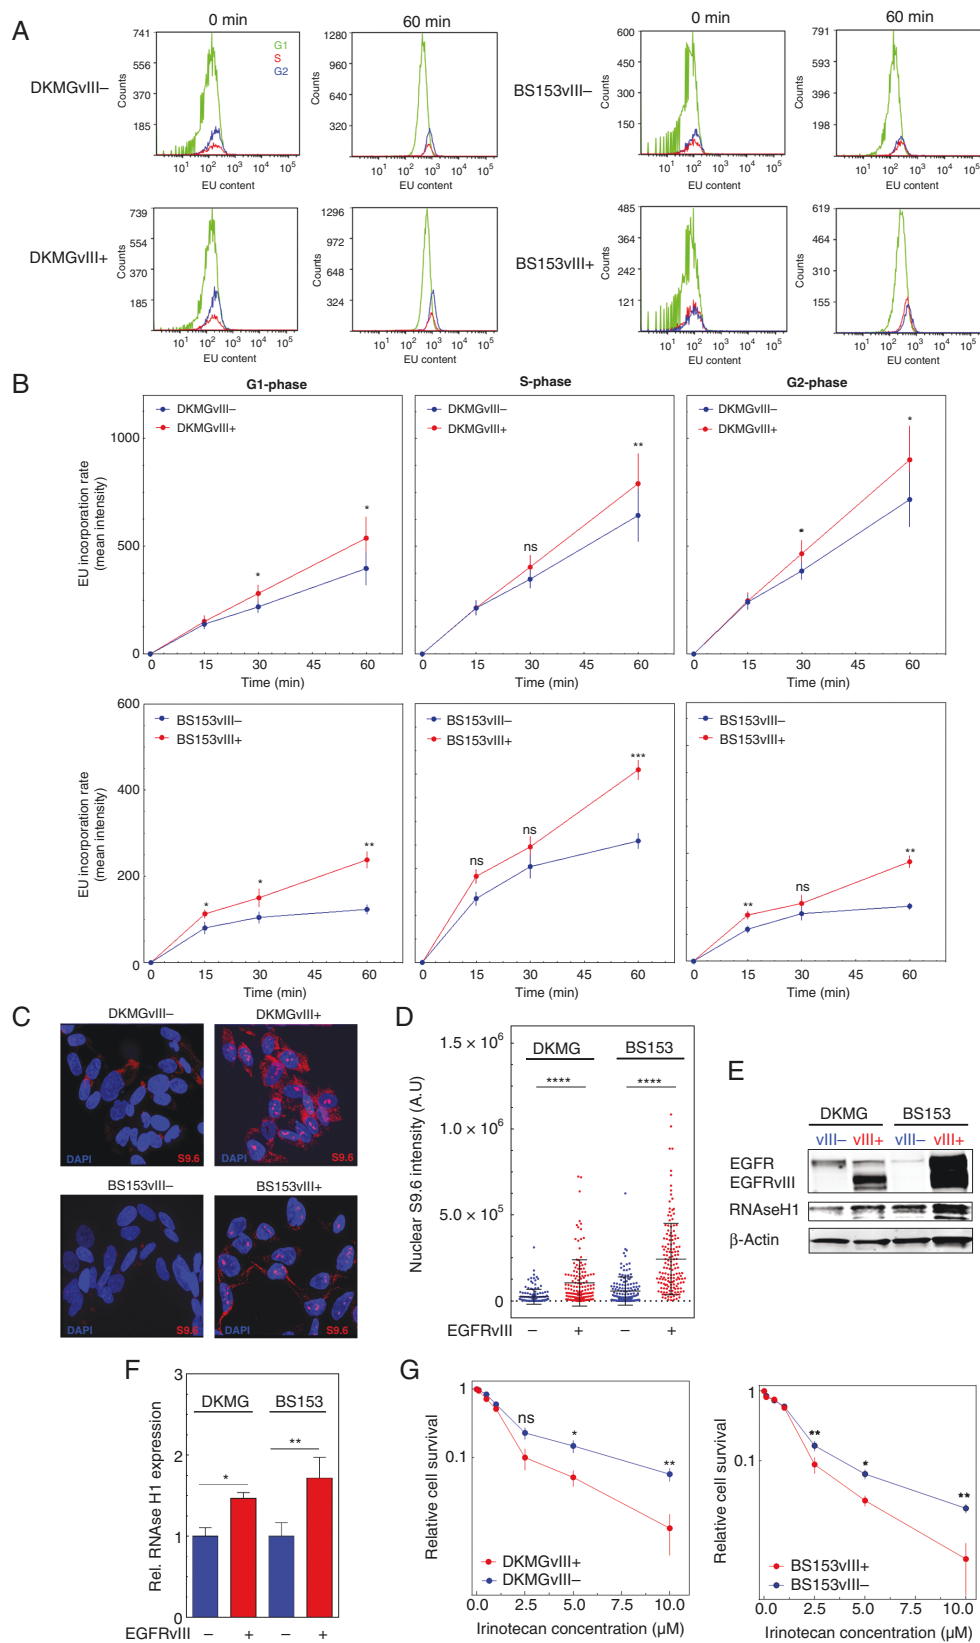 A
0 min
60 min
0 min
60 min
DKMGvIII–
Counts
741
556
370
185
G1
S
G2
10¹ 10² 10³ 10⁴ 10⁵
EU content
Counts
1280
960
640
320
10¹ 10² 10³ 10⁴ 10⁵
EU content
BS153vIII–
Counts
600
450
300
150
10¹ 10² 10³ 10⁴ 10⁵
EU content
Counts
791
593
396
198
10¹ 10² 10³ 10⁴ 10⁵
EU content
DKMGvIII+
Counts
739
554
370
185
10¹ 10² 10³ 10⁴ 10⁵
EU content
Counts
1296
972
648
324
10¹ 10² 10³ 10⁴ 10⁵
EU content
BS153vIII+
Counts
485
364
242
121
10¹ 10² 10³ 10⁴ 10⁵
EU content
Counts
619
464
310
155
10¹ 10² 10³ 10⁴ 10⁵
EU content
B
G1-phase
S-phase
G2-phase
EU incorporation rate
(mean intensity)
1000
500
0
DKMGvIII–
DKMGvIII+
*
*
0 15 30 45 60
Time (min)
DKMGvIII–
DKMGvIII+
ns
**
0 15 30 45 60
Time (min)
DKMGvIII–
DKMGvIII+
*
*
0 15 30 45 60
Time (min)
EU incorporation rate
(mean intensity)
600
400
200
0
BS153vIII–
BS153vIII+
*
*
**
0 15 30 45 60
Time (min)
BS153vIII–
BS153vIII+
ns
ns
***
0 15 30 45 60
Time (min)
BS153vIII–
BS153vIII+
**
ns
**
0 15 30 45 60
Time (min)
C
DKMGvIII–
DKMGvIII+
DAPI S9.6
DAPI S9.6
BS153vIII–
BS153vIII+
DAPI S9.6
DAPI S9.6
D
Nuclear S9.6 intensity (A.U)
1.5 × 10⁶
1.0 × 10⁶
5.0 × 10⁵
0
DKMG
BS153
****
****
EGFRvIII – + – +
E
DKMG BS153
vIII– vIII+ vIII– vIII+
EGFR
EGFRvIII
RNAseH1
β-Actin
F
Rel. RNAse H1 expression
3
2
1
0
DKMG
BS153
*
**
EGFRvIII – + – +
G
Relative cell survival
1
0.1
ns
*
**
DKMGvIII+
DKMGvIII–
0.0 2.5 5.0 7.5 10.0
Irinotecan concentration (µM)
Relative cell survival
1
0.1
**
*
**
BS153vIII+
BS153vIII–
0.0 2.5 5.0 7.5 10.0
Irinotecan concentration (µM)